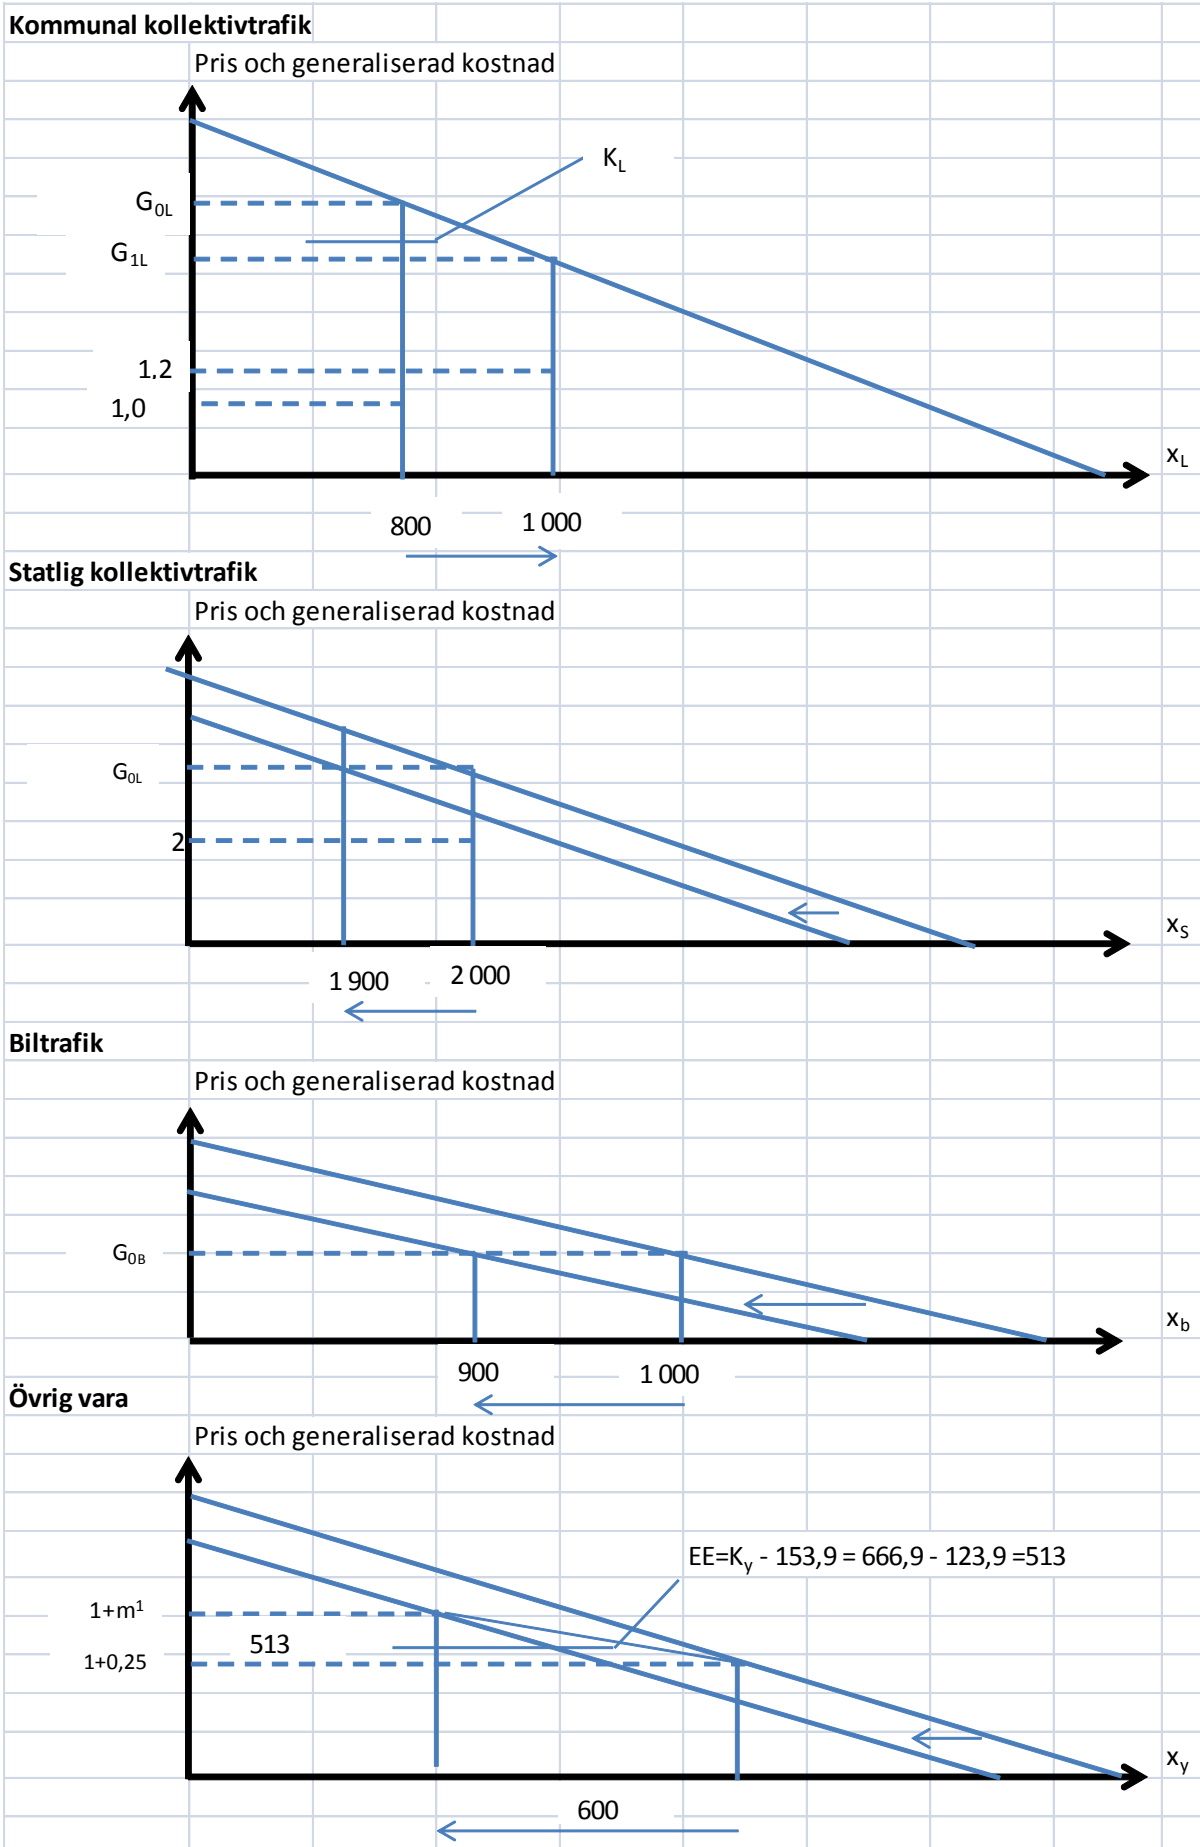 Kommunal kollektivtrafik
Pris och generaliserad kostnad
K_L
G_0L
G_1L
1,2
1,0
x_L
800
1 000
Statlig kollektivtrafik
Pris och generaliserad kostnad
G_0L
2
x_S
1 900
2 000
Biltrafik
Pris och generaliserad kostnad
G_0B
x_b
900
1 000
Övrig vara
Pris och generaliserad kostnad
EE=K_y - 153,9 = 666,9 - 123,9 =513
1+m¹
513
1+0,25
x_y
600